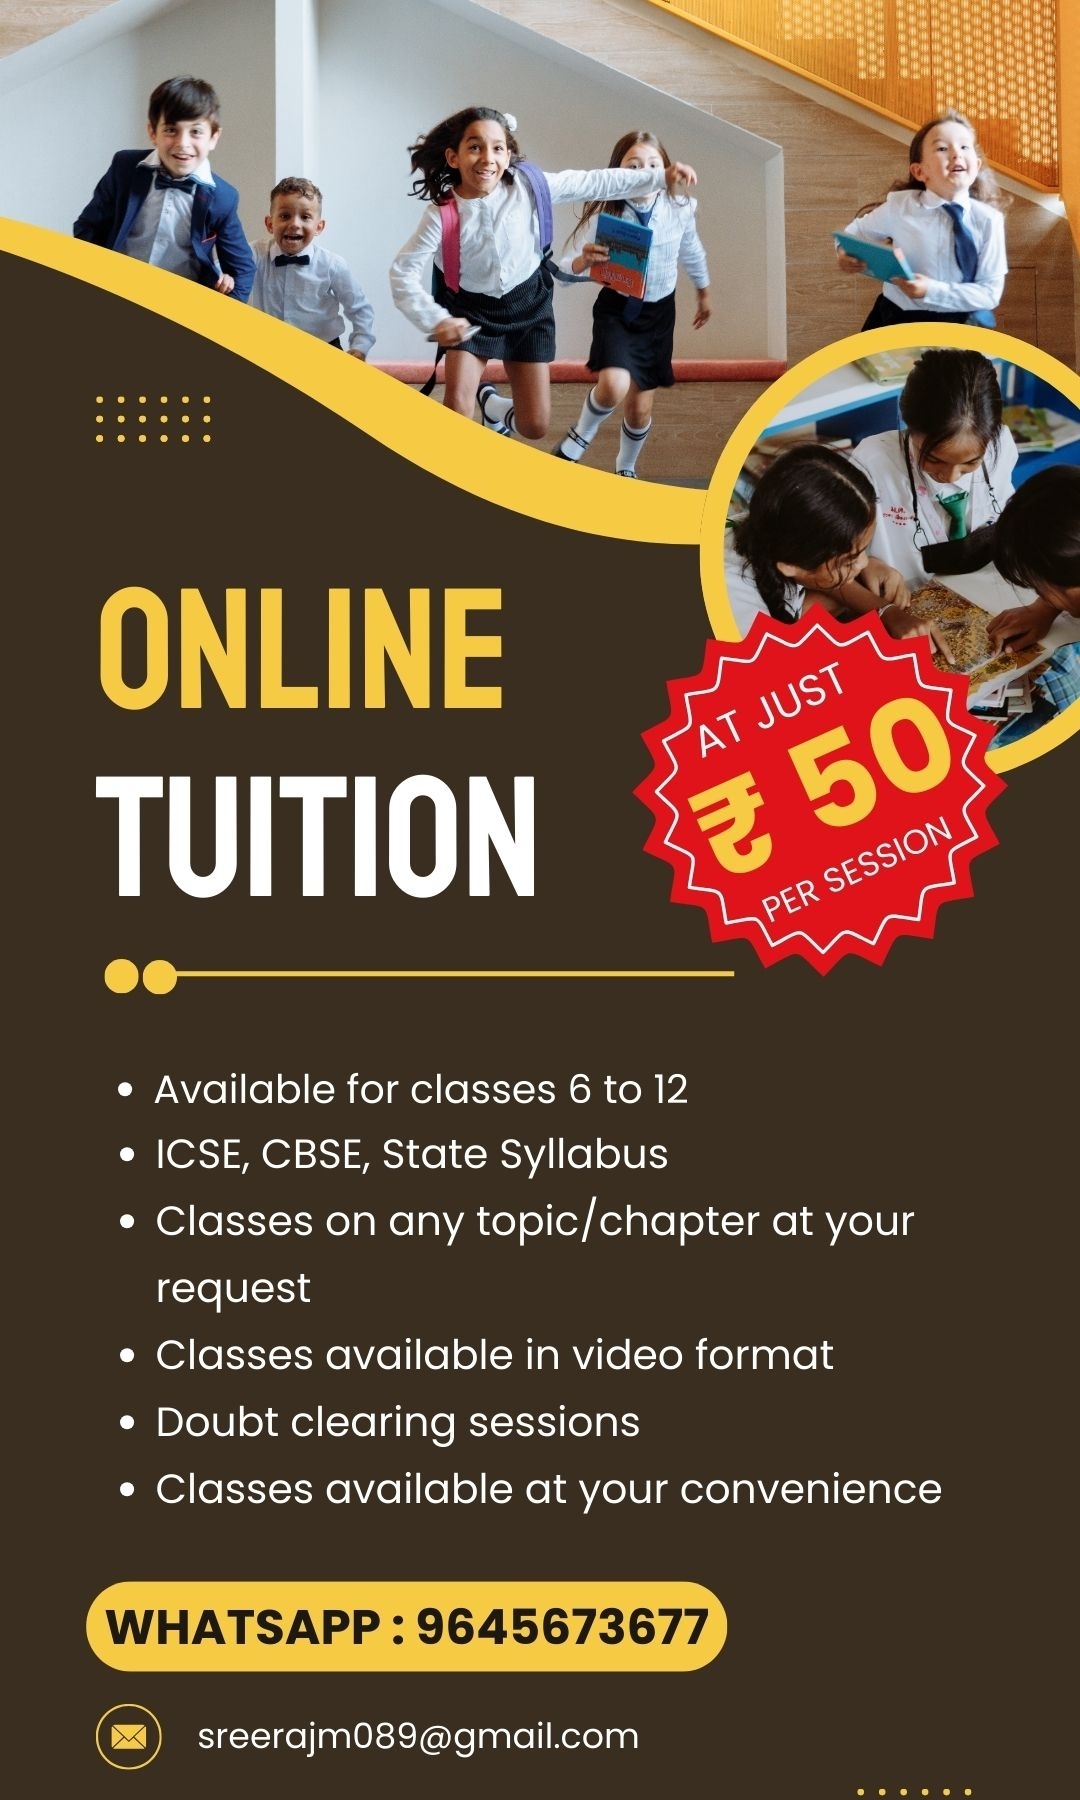 ONLINE
TUITION
AT JUST
₹ 50
PER SESSION
Available for classes 6 to 12
ICSE, CBSE, State Syllabus
Classes on any topic/chapter at your
request
Classes available in video format
Doubt clearing sessions
Classes available at your convenience
WHATSAPP : 9645673677
sreerajm089@gmail.com